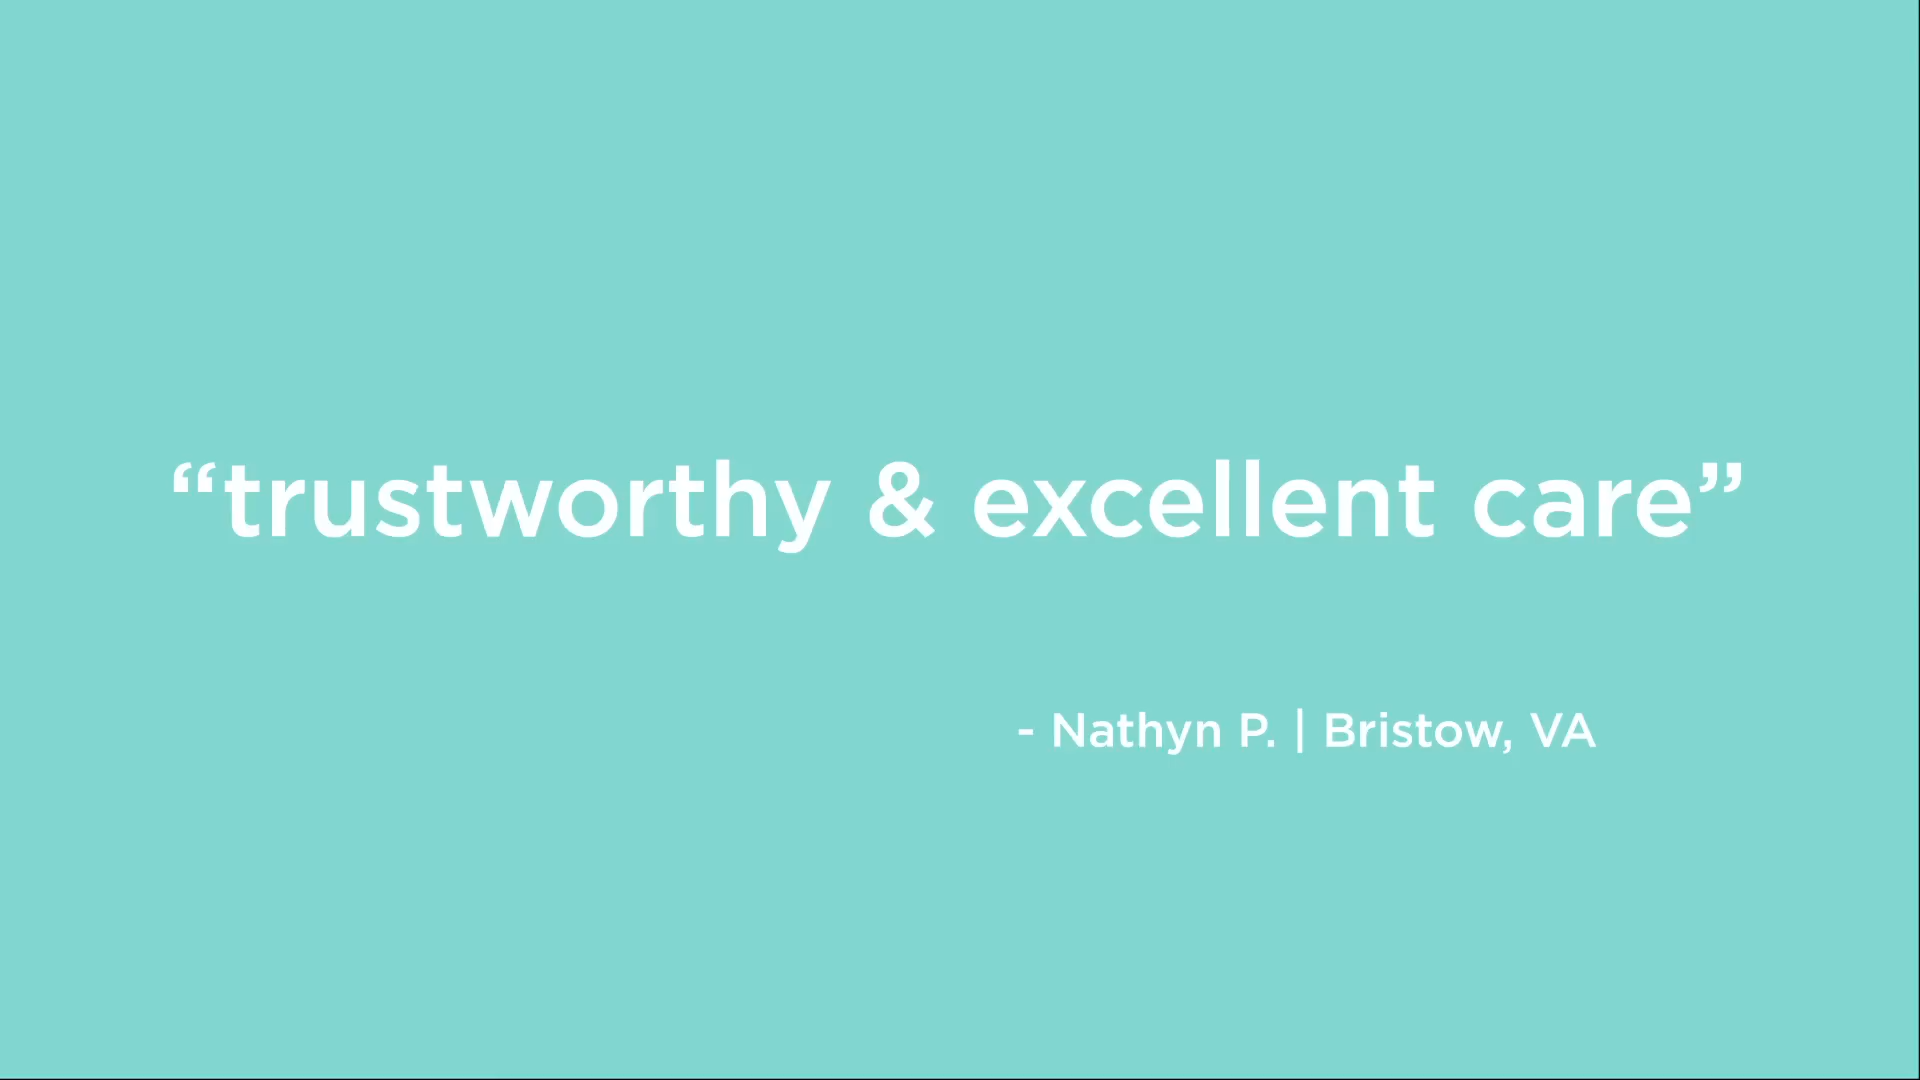 “trustworthy & excellent care”
- Nathyn P. | Bristow, VA